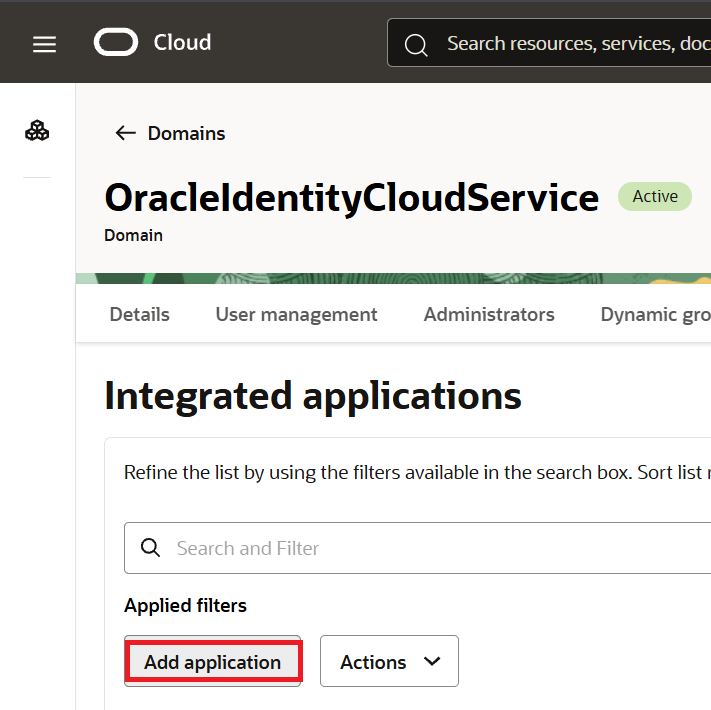 Cloud
Search resources, services, doc
Domains
OracleIdentityCloudService Active
Domain
Details User management Administrators Dynamic gro
Integrated applications
Refine the list by using the filters available in the search box. Sort list
Search and Filter
Applied filters
Add application Actions